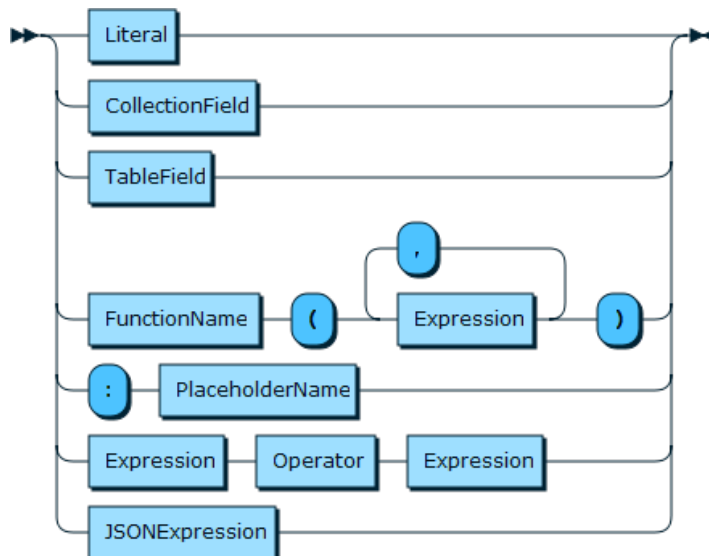 Literal
CollectionField
TableField
,
FunctionName ( Expression )
: PlaceholderName
Expression Operator Expression
JSONExpression